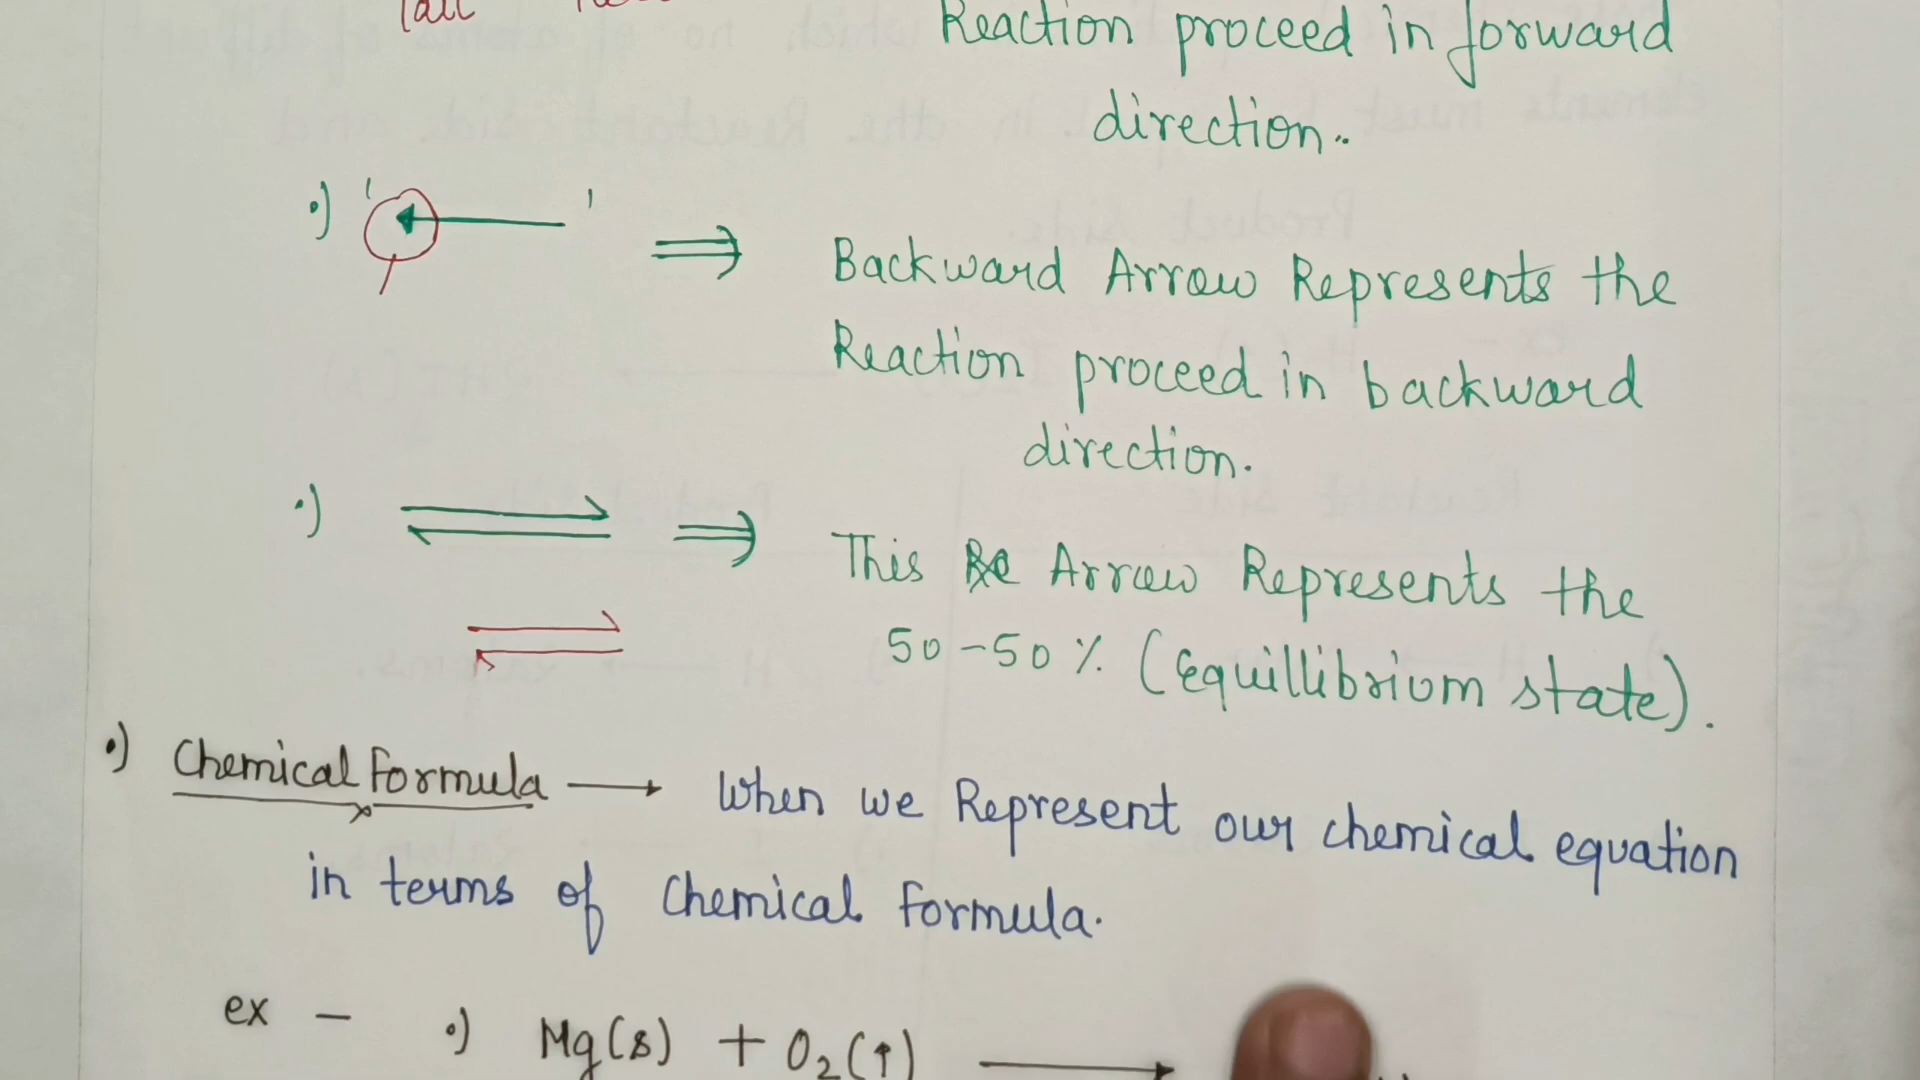 Tail
Reaction proceed in forward
direction..
•) ⟵ ⇒ Backward Arrow Represents the
Reaction proceed in backward
direction.
•) ⇌ ⇒ This Arrow Represents the
⇌ 50-50% (Equillibrium state).
•) Chemical Formula → When we Represent our chemical equation
in terms of Chemical Formula.
ex - •) Mg(s) + O₂(↑) →